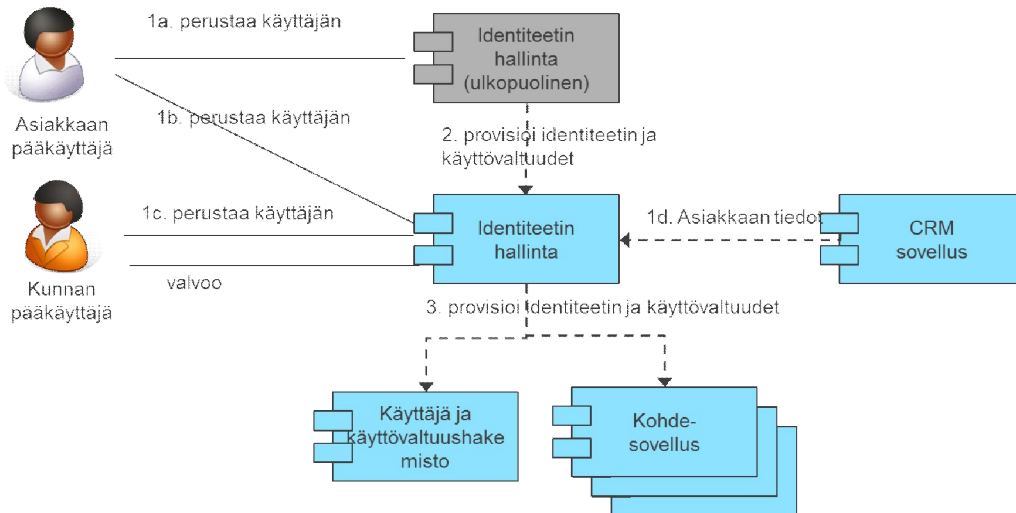 1a. perustaa käyttäjän
Identiteetin
hallinta
(ulkopuolinen)
Asiakkaan
pääkäyttäjä
1b. perustaa käyttäjän
2. provisioi identiteetin ja
käyttövaltuudet
1c. perustaa käyttäjän
Identiteetin
hallinta
1d. Asiakkaan tiedot
CRM
sovellus
valvoo
Kunnan
pääkäyttäjä
3. provisioi identiteetin ja käyttövaltuudet
Käyttäjä ja
käyttövaltuushake
misto
Kohde-
sovellus